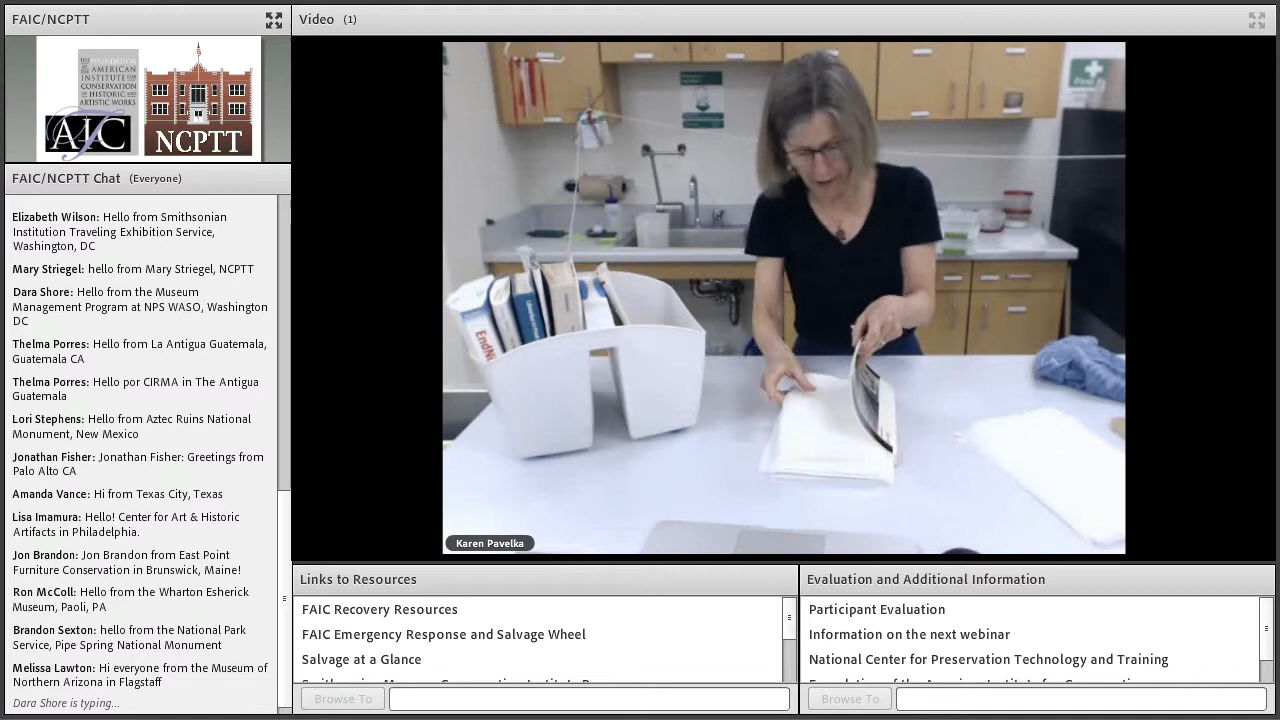 FAIC/NCPTT
THE FOUNDATION
OF THE AMERICAN
INSTITUTE FOR
CONSERVATION
OF HISTORIC AND
ARTISTIC WORKS
AIC
NCPTT
FAIC/NCPTT Chat (Everyone)
Elizabeth Wilson: Hello from Smithsonian
Institution Traveling Exhibition Service,
Washington, DC
Mary Striegel: hello from Mary Striegel, NCPTT
Dara Shore: Hello from the Museum
Management Program at NPS WASO, Washington
DC
Thelma Porres: Hello from La Antigua Guatemala,
Guatemala CA
Thelma Porres: Hello por CIRMA in The Antigua
Guatemala
Lori Stephens: Hello from Aztec Ruins National
Monument, New Mexico
Jonathan Fisher: Jonathan Fisher: Greetings from
Palo Alto CA
Amanda Vance: Hi from Texas City, Texas
Lisa Imamura: Hello! Center for Art & Historic
Artifacts in Philadelphia.
Jon Brandon: Jon Brandon from East Point
Furniture Conservation in Brunswick, Maine!
Ron McColl: Hello from the Wharton Esherick
Museum, Paoli, PA
Brandon Sexton: hello from the National Park
Service, Pipe Spring National Monument
Melissa Lawton: Hi everyone from the Museum of
Northern Arizona in Flagstaff
Dara Shore is typing
Video (1)
First
EndNo
Karen Pavelka
Links to Resources
FAIC Recovery Resources
FAIC Emergency Response and Salvage Wheel
Salvage at a Glance
Browse To
Evaluation and Additional Information
Participant Evaluation
Information on the next webinar
National Center for Preservation Technology and Training
Browse To